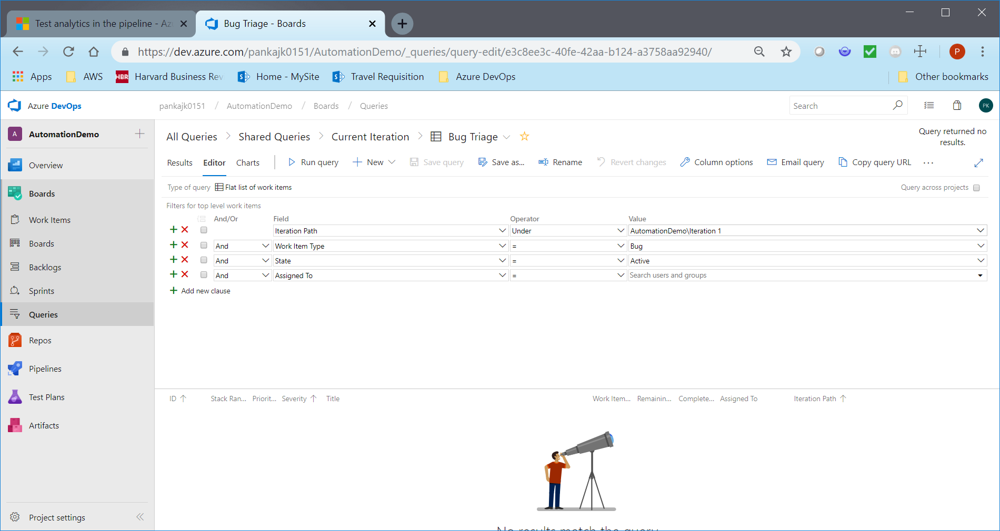 Test analytics in the pipeline - Az
Bug Triage - Boards
https://dev.azure.com/pankajk0151/AutomationDemo/_queries/query-edit/e3c8ee3c-40fe-42aa-b124-a3758aa92940/
P
Apps
AWS
HBR
Harvard Business Rev
Home - MySite
Travel Requisition
Azure DevOps
Other bookmarks
Azure DevOps
pankajk0151 / AutomationDemo / Boards / Queries
Search
PK
A AutomationDemo
Overview
Boards
Work Items
Boards
Backlogs
Sprints
Queries
Repos
Pipelines
Test Plans
Artifacts
Project settings
All Queries > Shared Queries > Current Iteration > Bug Triage
Query returned no
results.
Results Editor Charts Run query New Save query Save as... Rename Revert changes Column options Email query Copy query URL ...
Type of query Flat list of work items
Query across projects
Filters for top level work items
And/Or Field Operator Value
Iteration Path Under AutomationDemo\Iteration 1
And Work Item Type = Bug
And State = Active
And Assigned To = Search users and groups
Add new clause
ID Stack Ran... Priorit... Severity Title Work Item... Remainin... Complete... Assigned To Iteration Path
No results match the query